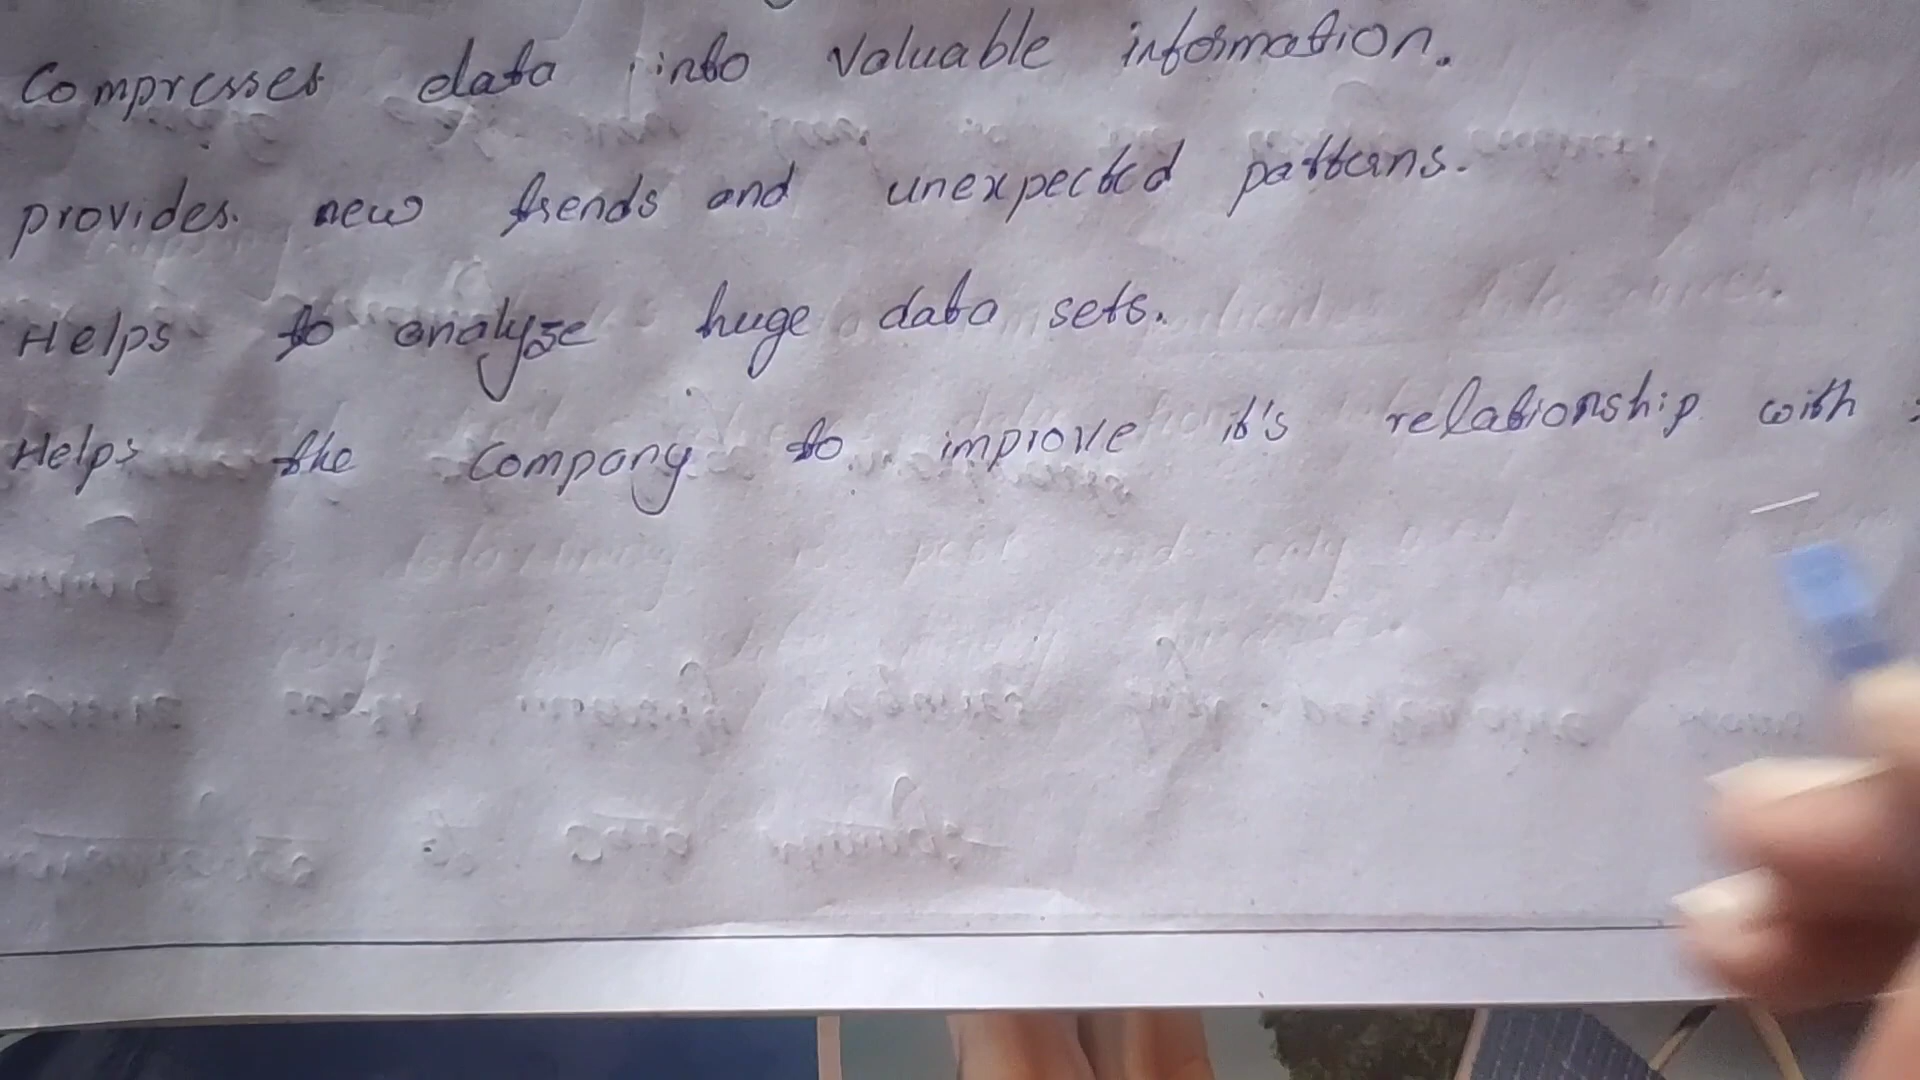 Compresses data into valuable information.
provides new trends and unexpected patterns.
Helps to analyze huge data sets.
Helps the company to improve it's relationship with